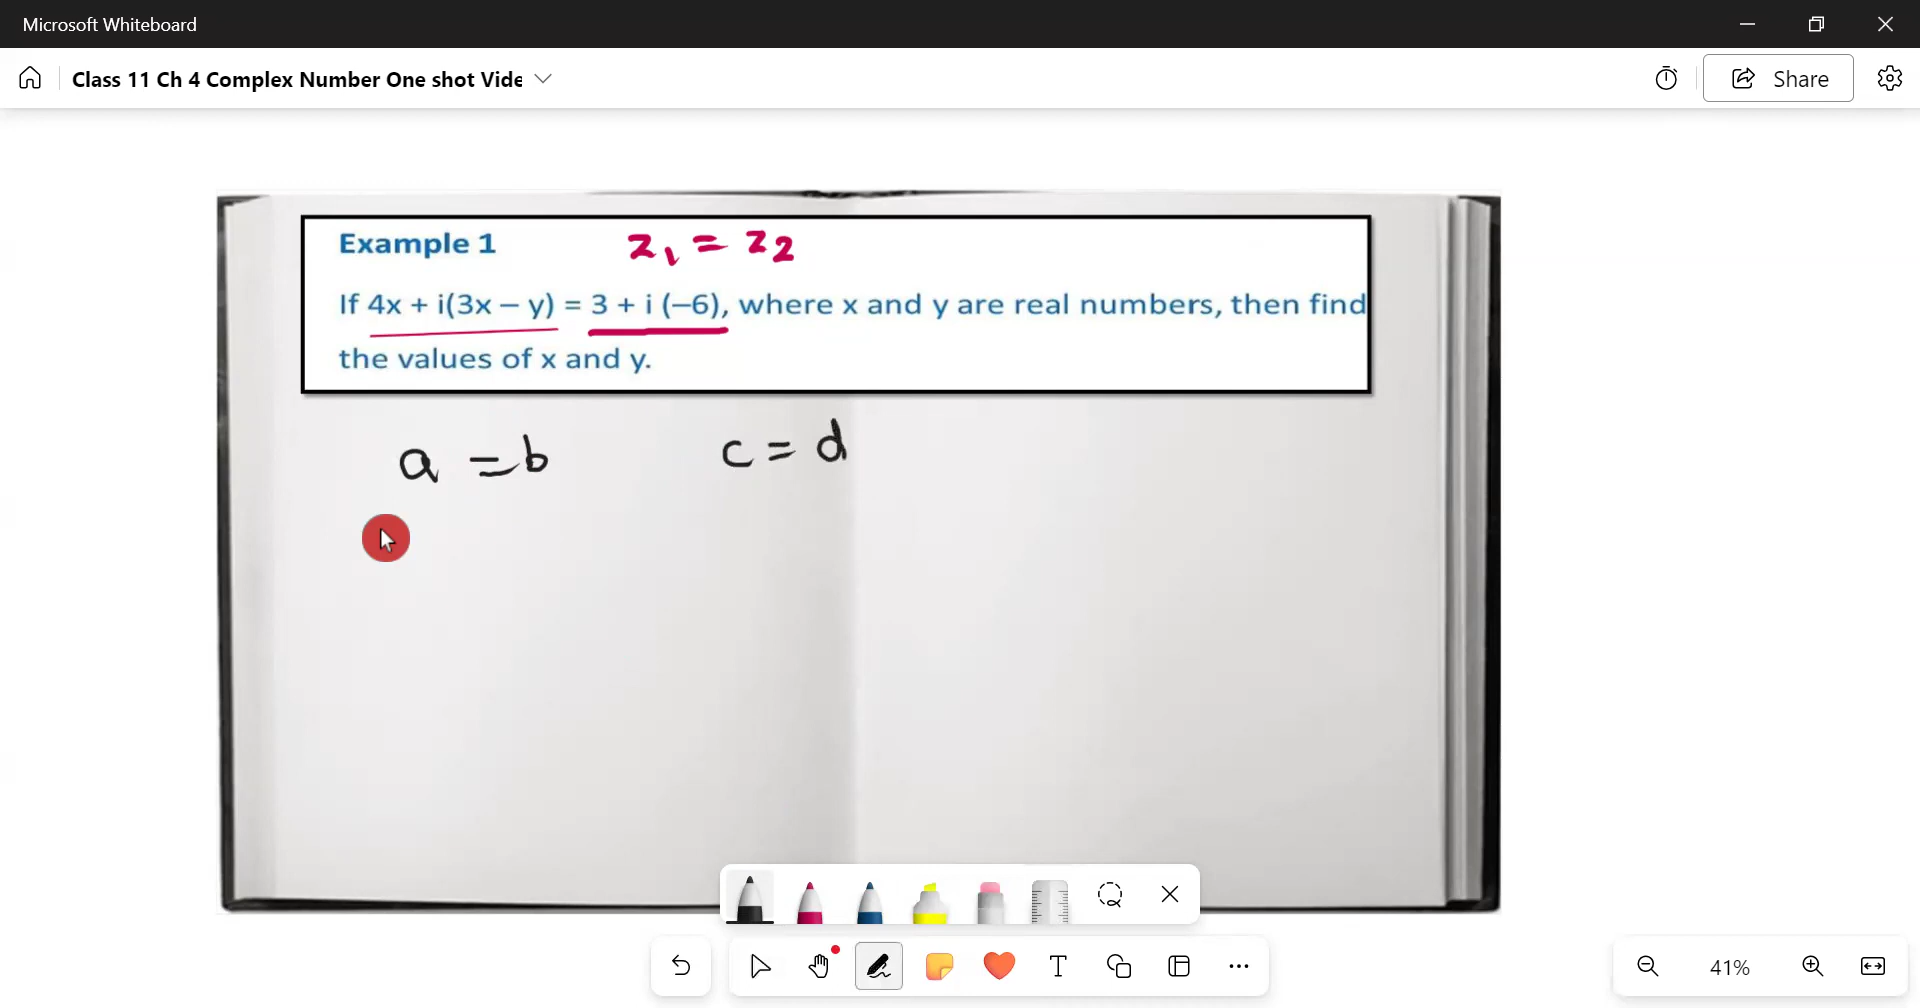 Microsoft Whiteboard
Class 11 Ch 4 Complex Number One shot Vide
Share
Example 1
z₁ = z₂
If 4x + i(3x – y) = 3 + i (–6), where x and y are real numbers, then find
the values of x and y.
a = b c = d
T
41%